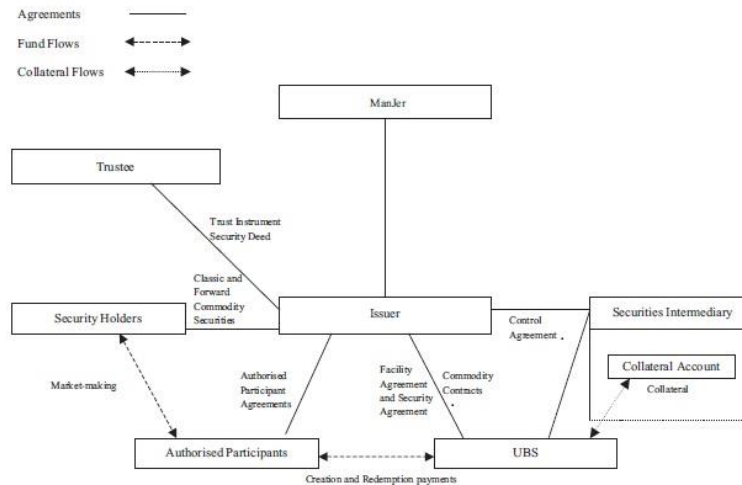 Agreements
Fund Flows
Collateral Flows
ManJer
Trustee
Trust Instrument
Security Deed
Classic and
Forward
Commodity
Securities
Security Holders
Issuer
Securities Intermediary
Control
Agreement .
Collateral Account
Collateral
Market-making
Authorised
Participant
Agreements
Facility
Agreement
and Security
Agreement
Commodity
Contracts
Authorised Participants
UBS
Creation and Redemption payments